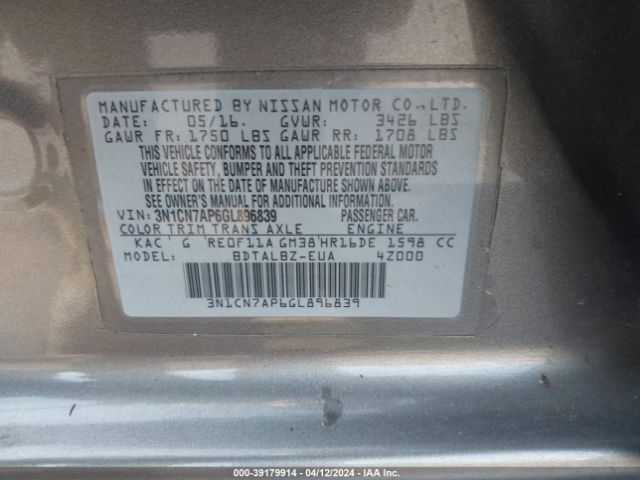 MANUFACTURED BY NISSAN MOTOR CO.,LTD.
DATE: 05/16. GVWR: 3426 LBS
GAWR FR: 1750 LBS GAWR RR: 1708 LBS
THIS VEHICLE CONFORMS TO ALL APPLICABLE FEDERAL MOTOR
VEHICLE SAFETY, BUMPER AND THEFT PREVENTION STANDARDS
IN EFFECT ON THE DATE OF MANUFACTURE SHOWN ABOVE.
SEE OWNER'S MANUAL FOR ADDITIONAL INFORMATION.
VIN: 3N1CN7AP6GL896839 PASSENGER CAR.
COLOR TRIM TRANS AXLE ENGINE
KAC G RE0F11A GM38 HR16DE 1598 CC
MODEL: BDTALBZ-EUA 4Z000
3N1CN7AP6GL896839
000-39179914 - 04/12/2024 - IAA Inc.